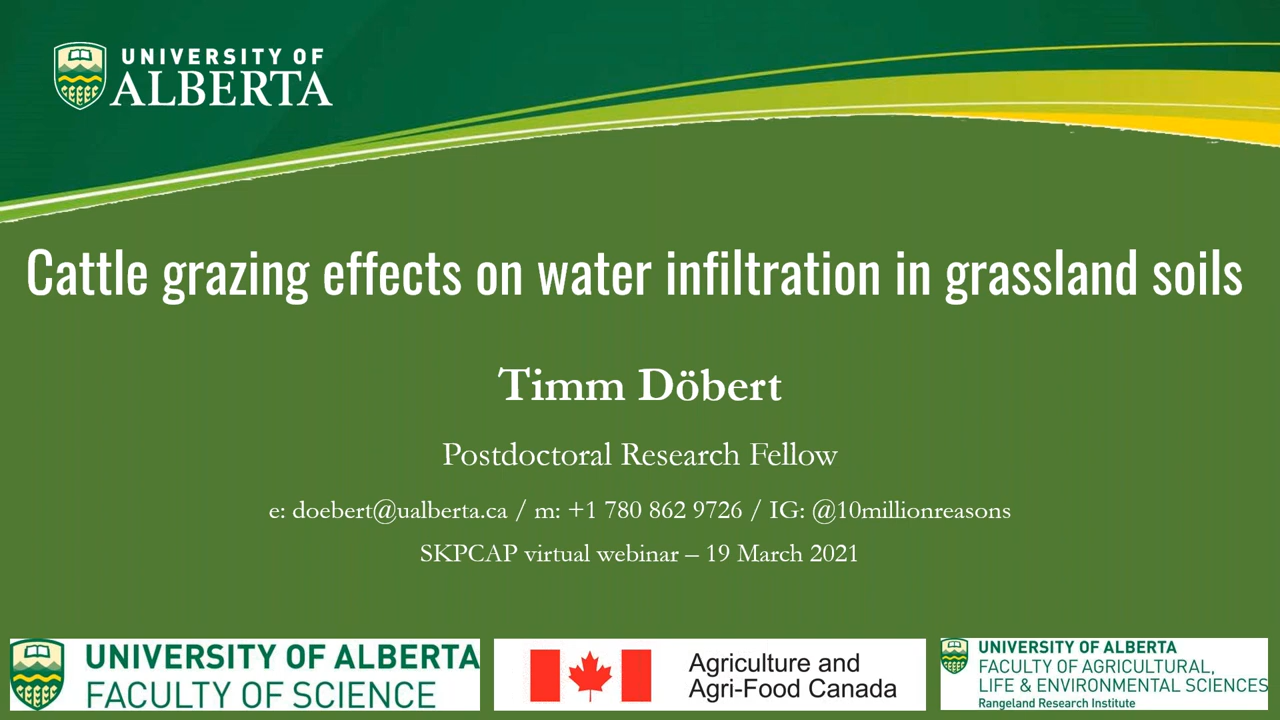 UNIVERSITY OF
ALBERTA
Cattle grazing effects on water infiltration in grassland soils
Timm Döbert
Postdoctoral Research Fellow
e: doebert@ualberta.ca / m: +1 780 862 9726 / IG: @10millionreasons
SKPCAP virtual webinar – 19 March 2021
UNIVERSITY OF ALBERTA
FACULTY OF SCIENCE
Agriculture and
Agri-Food Canada
UNIVERSITY OF ALBERTA
FACULTY OF AGRICULTURAL,
LIFE & ENVIRONMENTAL SCIENCES
Rangeland Research Institute